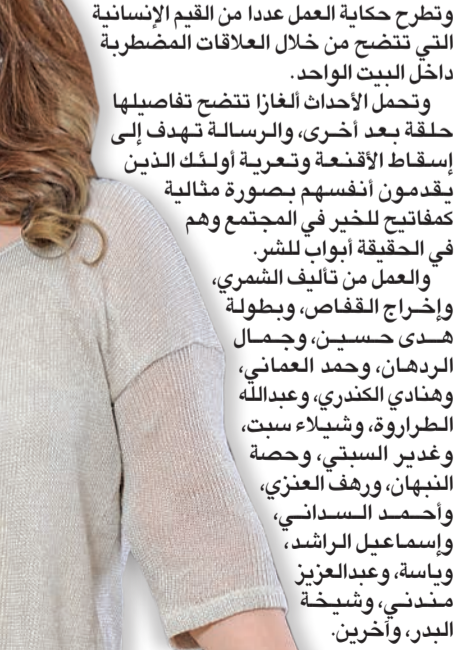 وتطرح حكاية العمل عددا من القيم الإنسانية
التي تتضح من خلال العلاقات المضطربة
داخل البيت الواحد.
وتحمل الأحداث ألغازا تتضح تفاصيلها
حلقة بعد أخرى، والرسالة تهدف إلى
إسقاط الأقنعة وتعرية أولئك الذين
يقدمون أنفسهم بصورة مثالية
كمفاتيح للخير في المجتمع وهم
في الحقيقة أبواب للشر.
والعمل من تأليف الشمري،
وإخراج القفاص، وبطولة
هدى حسين، وجمال
الردهان، وحمد العماني،
وهنادي الكندري، وعبدالله
الطراروة، وشيلاء سبت،
وغدير السبتي، وحصة
النبهان، ورهف العنزي،
وأحمد السداني،
وإسماعيل الراشد،
وياسة، وعبدالعزيز
مندني، وشيخة
البدر، وآخرين.